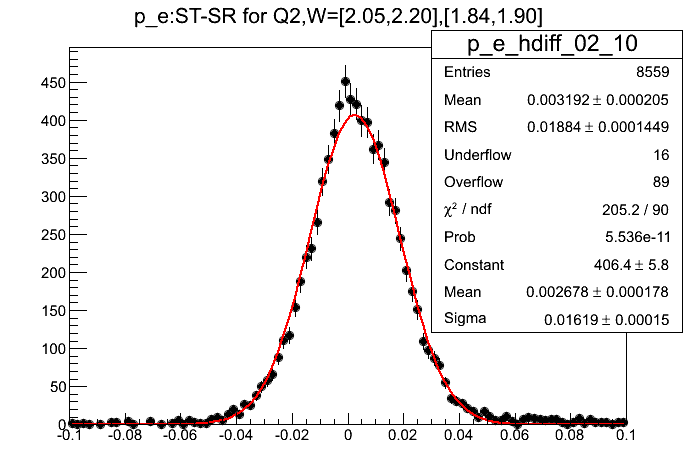 p_e:ST-SR for Q2,W=[2.05,2.20],[1.84,1.90]
p_e_hdiff_02_10
Entries 8559
Mean 0.003192 ± 0.000205
RMS 0.01884 ± 0.0001449
Underflow 16
Overflow 89
χ² / ndf 205.2 / 90
Prob 5.536e-11
Constant 406.4 ± 5.8
Mean 0.002678 ± 0.000178
Sigma 0.01619 ± 0.00015
450
400
350
300
250
200
150
100
50
0
-0.1 -0.08 -0.06 -0.04 -0.02 0 0.02 0.04 0.06 0.08 0.1